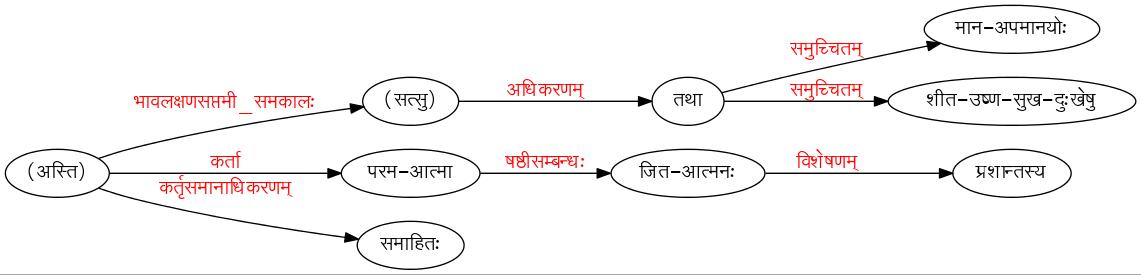 मान-अपमानयोः
समुच्चितम्
(सत्सु)
भावलक्षणसप्तमी_समकालः
अधिकरणम्
तथा
समुच्चितम्
शीत-उष्ण-सुख-दुःखेषु
(अस्ति)
कर्ता
परम-आत्मा
षष्ठीसम्बन्धः
जित-आत्मनः
विशेषणम्
प्रशान्तस्य
कर्तृसमानाधिकरणम्
समाहितः